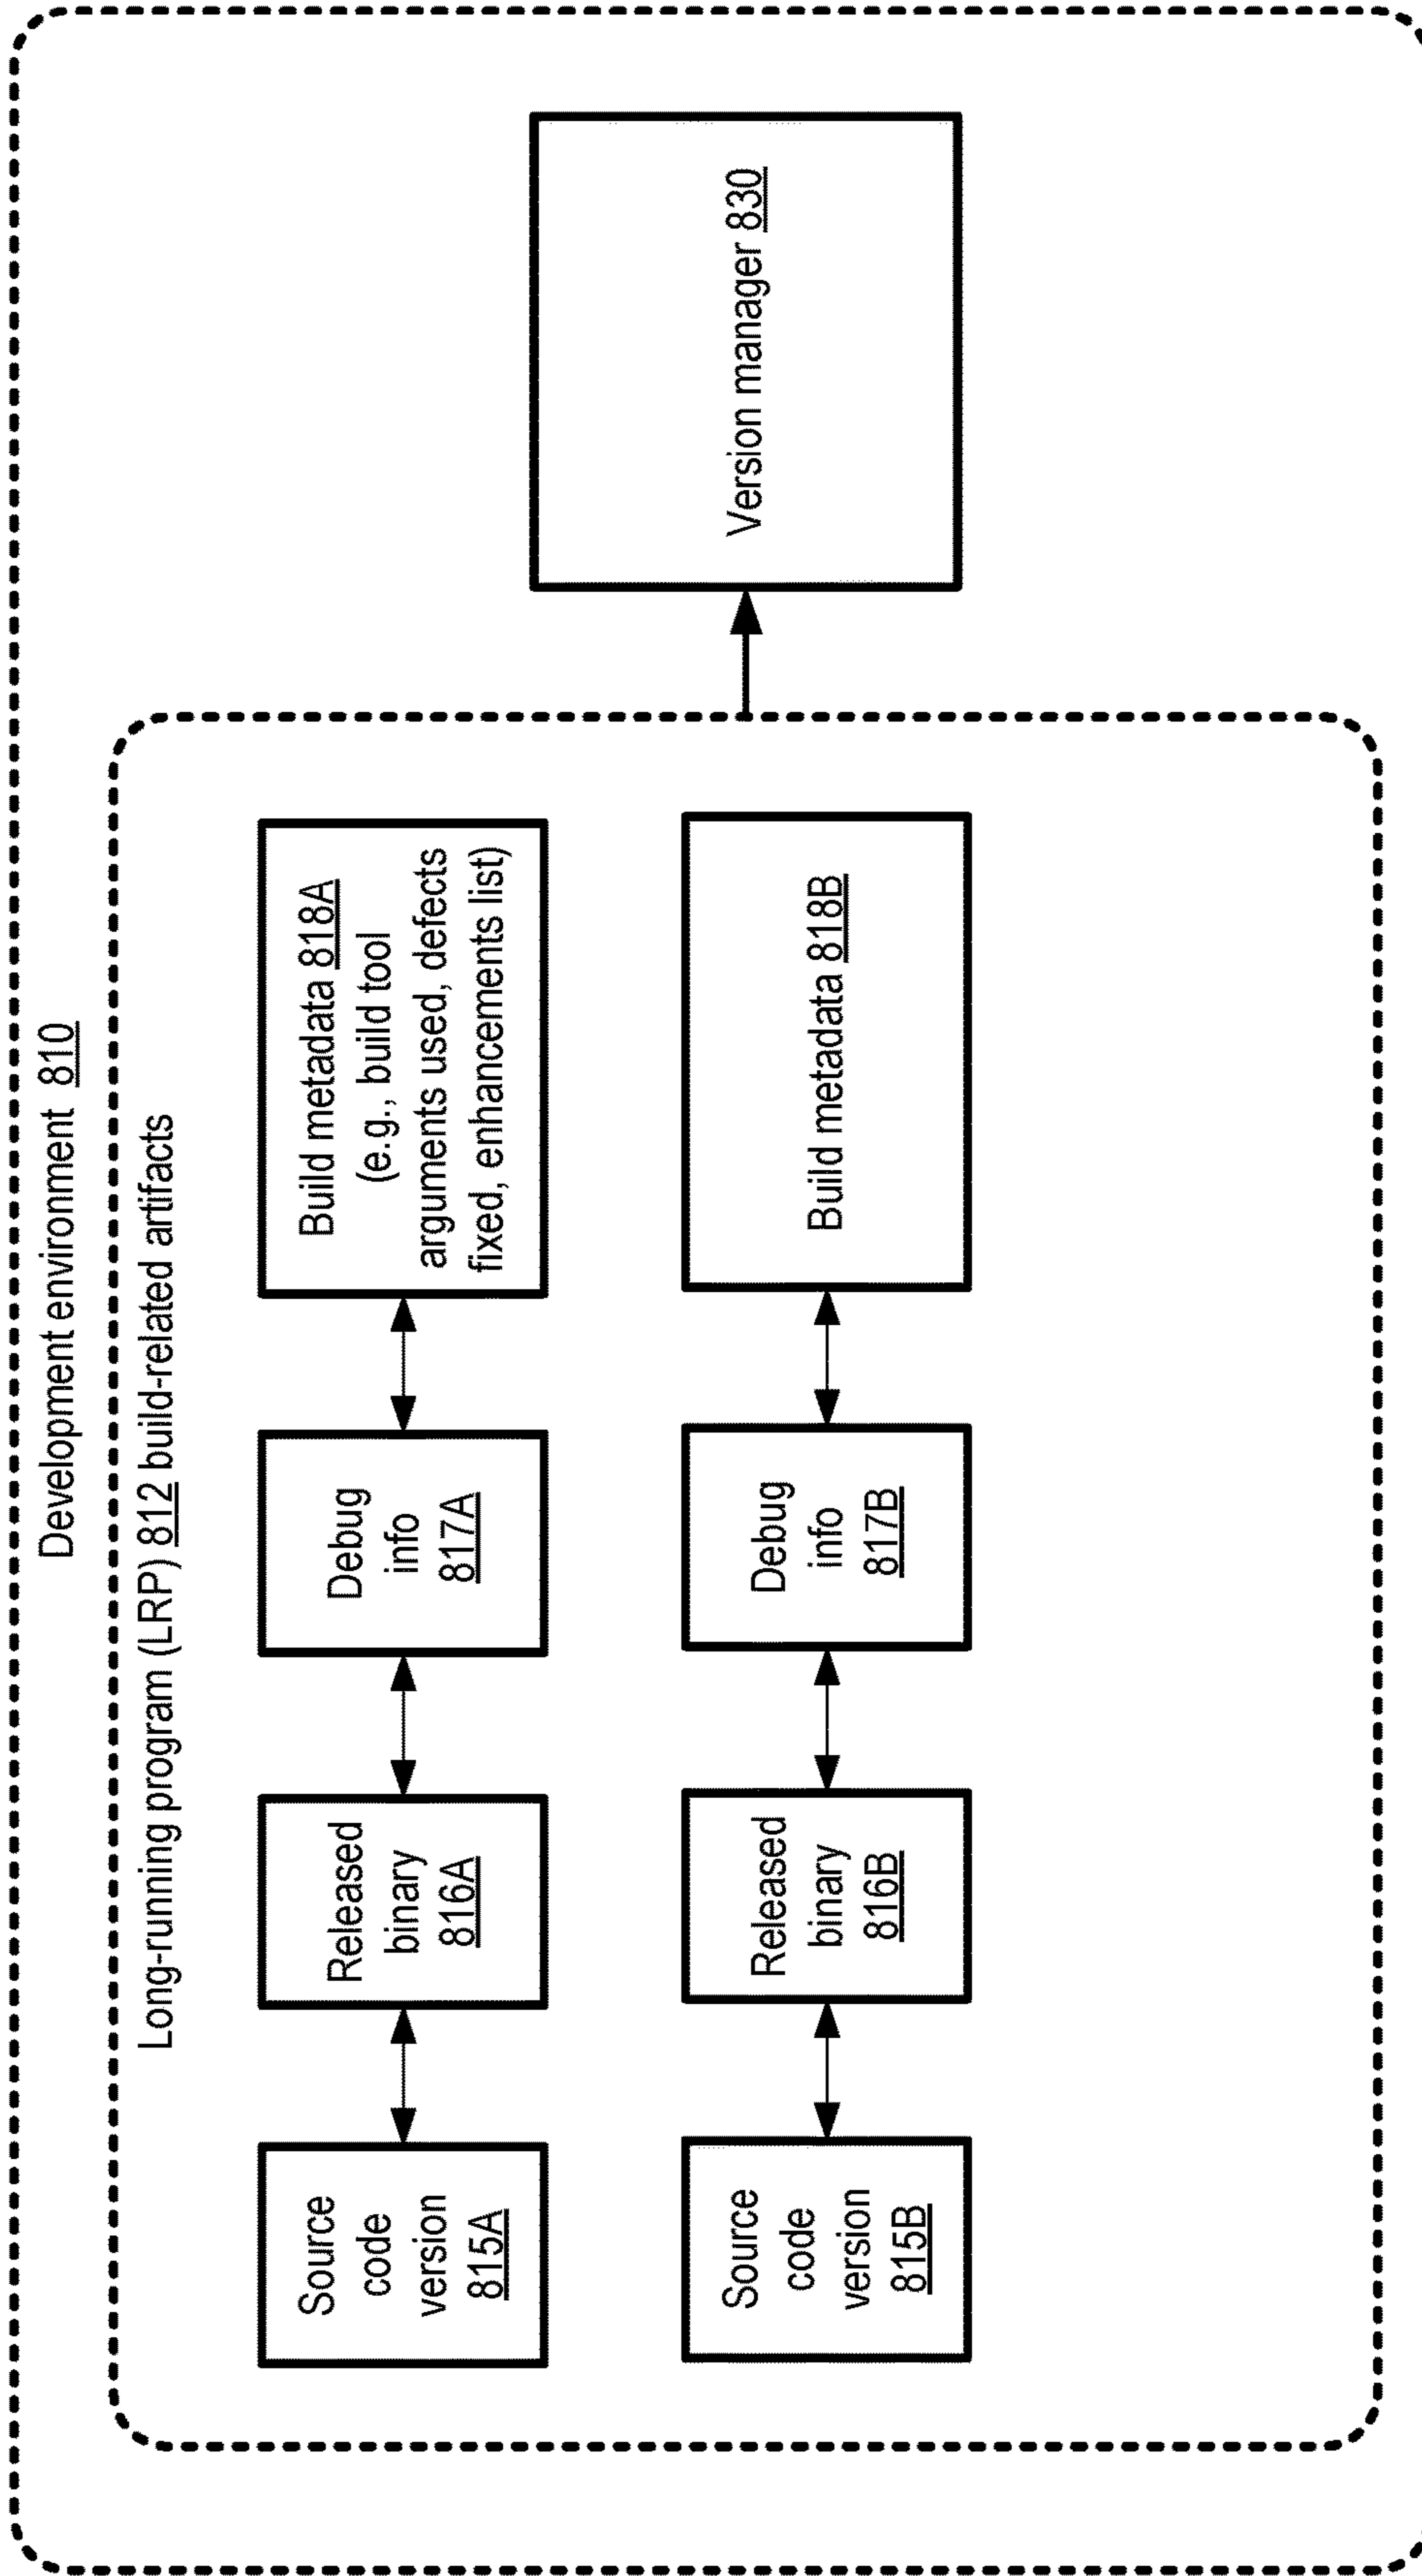 Development environment 810
Long-running program (LRP) 812 build-related artifacts
Source
code
version
815A
Released
binary
816A
Debug
info
817A
Build metadata 818A
(e.g., build tool
arguments used, defects
fixed, enhancements list)
Source
code
version
815B
Released
binary
816B
Debug
info
817B
Build metadata 818B
Version manager 830